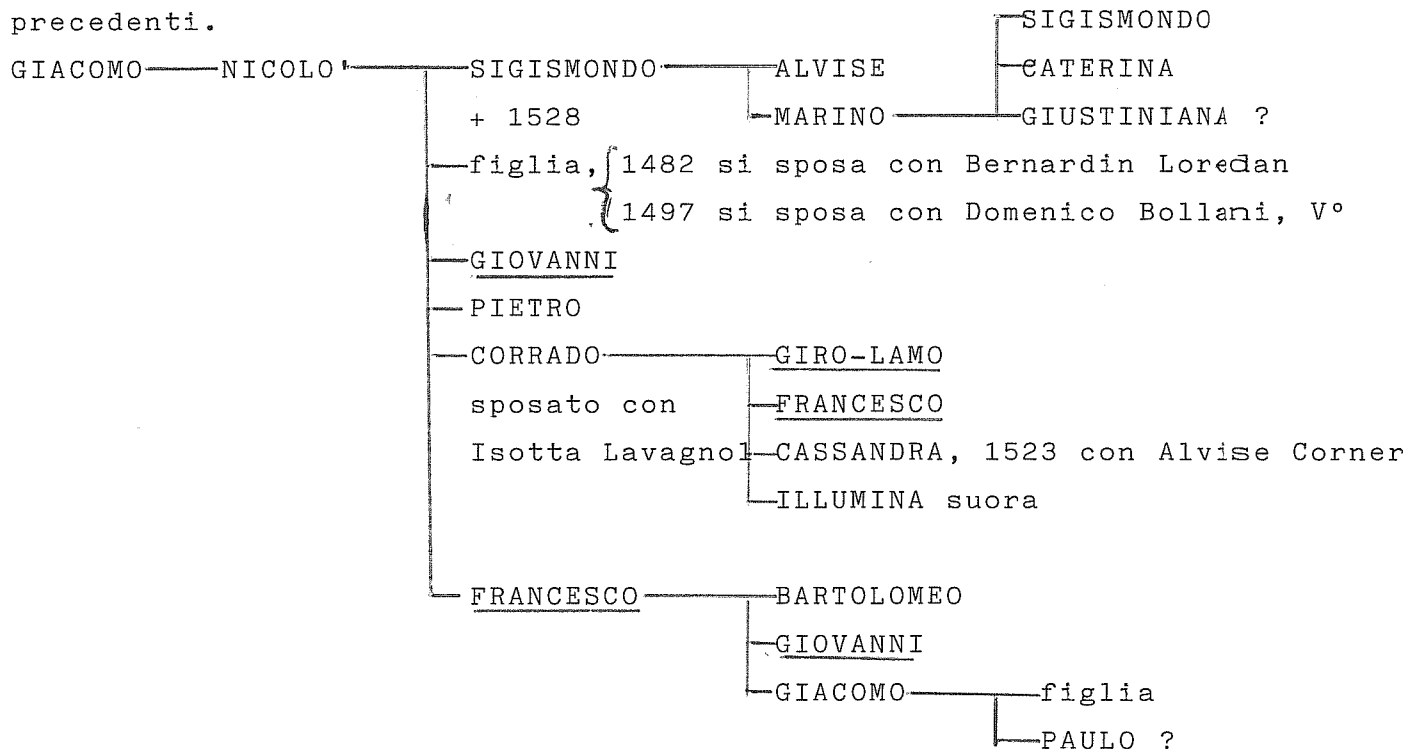 precedenti.
SIGISMONDO
GIACOMO NICOLO' SIGISMONDO ALVISE CATERINA
+ 1528 MARINO GIUSTINIANA ?
figlia, 1482 si sposa con Bernardin Loredan
1497 si sposa con Domenico Bollani, Vº
GIOVANNI
PIETRO
CORRADO GIRO-LAMO
sposato con FRANCESCO
Isotta Lavagnol CASSANDRA, 1523 con Alvise Corner
ILLUMINA suora
FRANCESCO BARTOLOMEO
GIOVANNI
GIACOMO figlia
PAULO ?